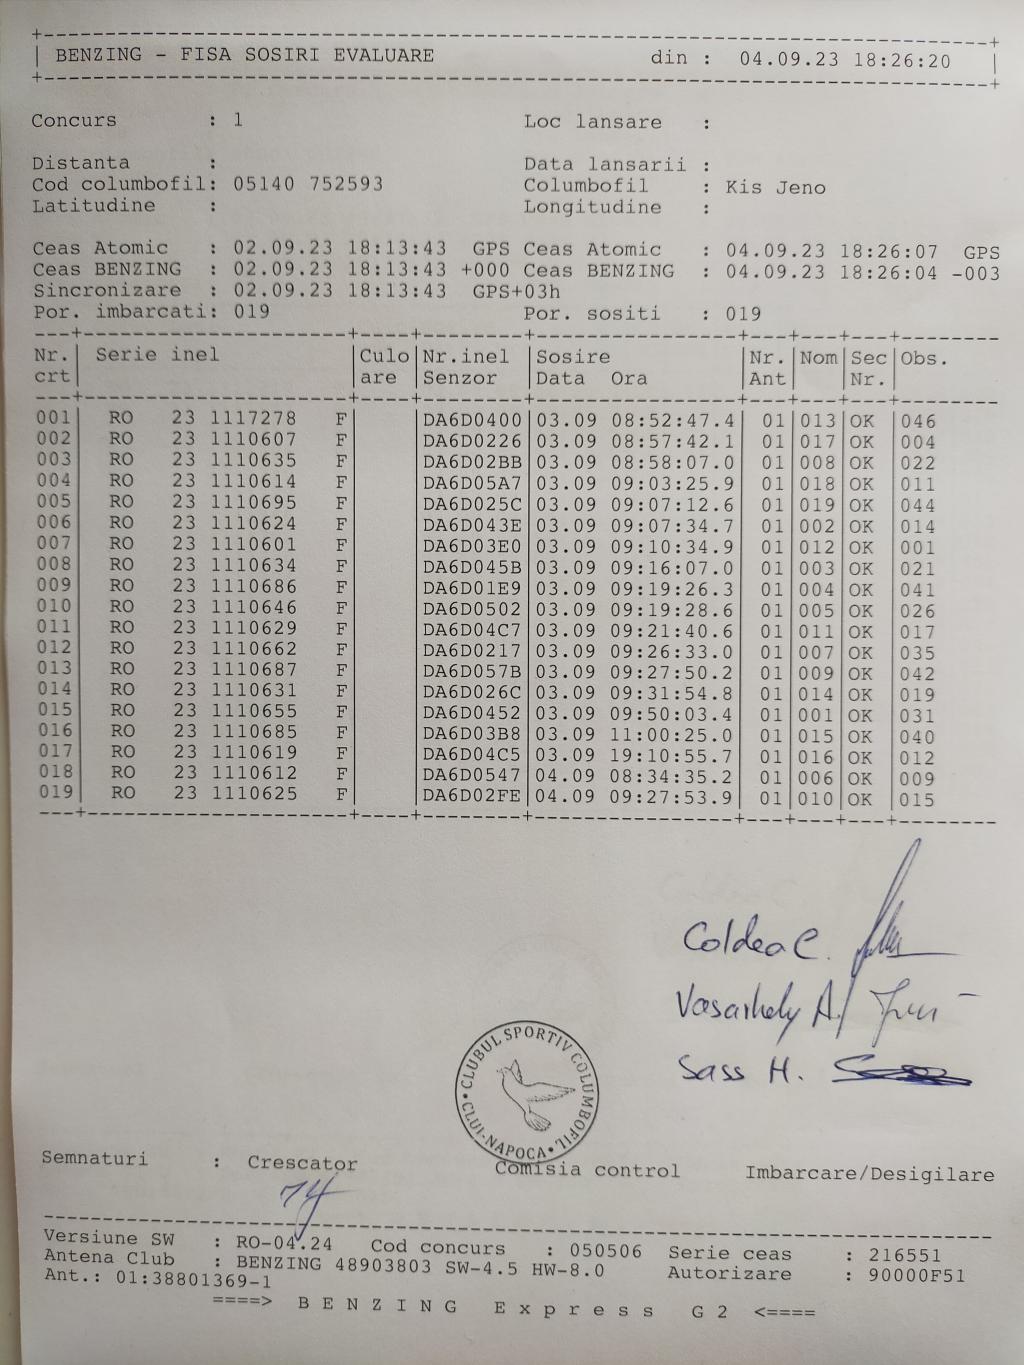 BENZING - FISA SOSIRI EVALUARE din : 04.09.23 18:26:20
Concurs : 1 Loc lansare :
Distanta : Data lansarii :
Cod columbofil: 05140 752593 Columbofil : Kis Jeno
Latitudine : Longitudine :
Ceas Atomic : 02.09.23 18:13:43 GPS Ceas Atomic : 04.09.23 18:26:07 GPS
Ceas BENZING : 02.09.23 18:13:43 +000 Ceas BENZING : 04.09.23 18:26:04 -003
Sincronizare : 02.09.23 18:13:43 GPS+03h
Por. imbarcati: 019 Por. sositi : 019
Nr. Serie inel Culo Nr.inel Sosire Nr. Nom Sec Obs.
crt are Senzor Data Ora Ant Nr.
001 RO 23 1117278 F DA6D0400 03.09 08:52:47.4 01 013 OK 046
002 RO 23 1110607 F DA6D0226 03.09 08:57:42.1 01 017 OK 004
003 RO 23 1110635 F DA6D02BB 03.09 08:58:07.0 01 008 OK 022
004 RO 23 1110614 F DA6D05A7 03.09 09:03:25.9 01 018 OK 011
005 RO 23 1110695 F DA6D025C 03.09 09:07:12.6 01 019 OK 044
006 RO 23 1110624 F DA6D043E 03.09 09:07:34.7 01 002 OK 014
007 RO 23 1110601 F DA6D03E0 03.09 09:10:34.9 01 012 OK 001
008 RO 23 1110634 F DA6D045B 03.09 09:16:07.0 01 003 OK 021
009 RO 23 1110686 F DA6D01E9 03.09 09:19:26.3 01 004 OK 041
010 RO 23 1110646 F DA6D0502 03.09 09:19:28.6 01 005 OK 026
011 RO 23 1110629 F DA6D04C7 03.09 09:21:40.6 01 011 OK 017
012 RO 23 1110662 F DA6D0217 03.09 09:26:33.0 01 007 OK 035
013 RO 23 1110687 F DA6D057B 03.09 09:27:50.2 01 009 OK 042
014 RO 23 1110631 F DA6D026C 03.09 09:31:54.8 01 014 OK 019
015 RO 23 1110655 F DA6D0452 03.09 09:50:03.4 01 001 OK 031
016 RO 23 1110685 F DA6D03B8 03.09 11:00:25.0 01 015 OK 040
017 RO 23 1110619 F DA6D04C5 03.09 19:10:55.7 01 016 OK 012
018 RO 23 1110612 F DA6D0547 04.09 08:34:35.2 01 006 OK 009
019 RO 23 1110625 F DA6D02FE 04.09 09:27:53.9 01 010 OK 015
Coldea C.
Vasarhely A.
Sass H.
CLUBUL SPORTIV COLUMBOFIL
CLUJ-NAPOCA
Semnaturi : Crescator Comisia control Imbarcare/Desigilare
Versiune SW : RO-04.24 Cod concurs : 050506 Serie ceas : 216551
Antena Club : BENZING 48903803 SW-4.5 HW-8.0 Autorizare : 90000F51
Ant.: 01:38801369-1
====> BENZING Express G2 <====